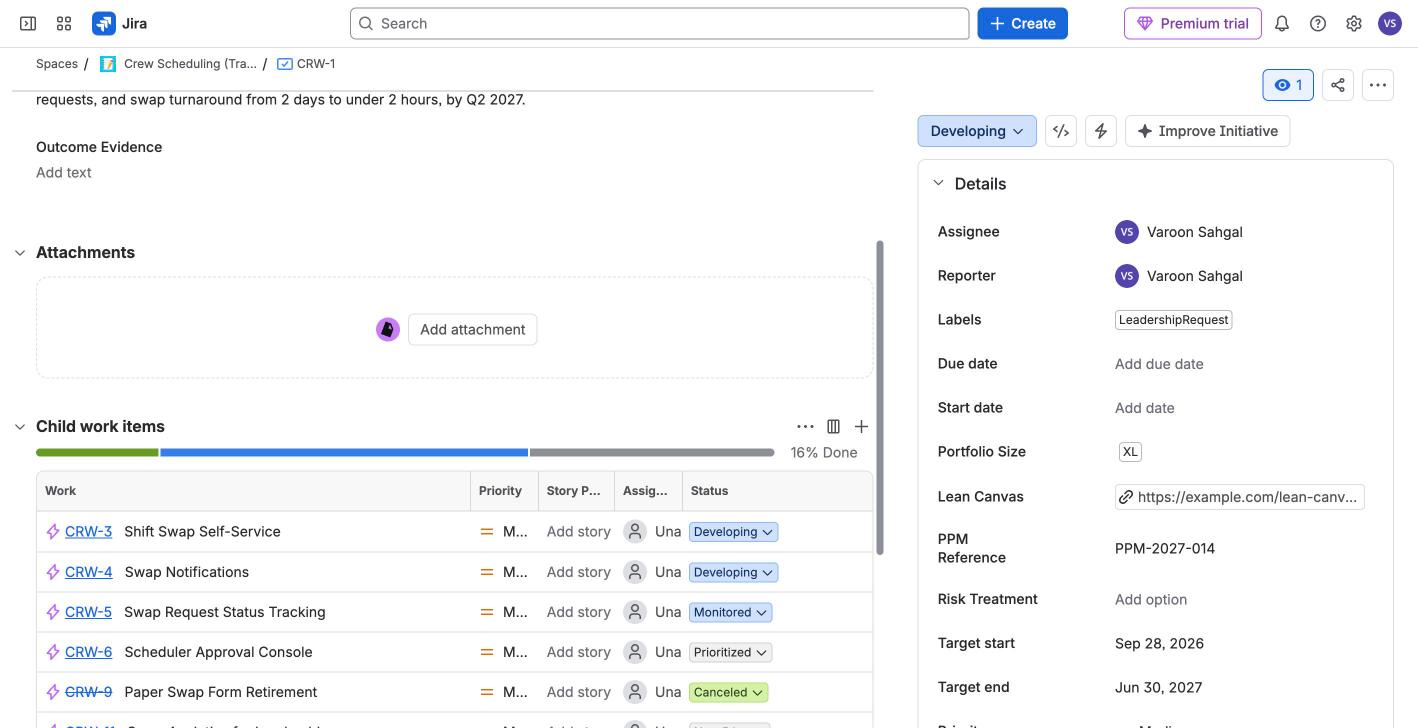 Jira
Search
Create
Premium trial
VS
Spaces / Crew Scheduling (Tra... / CRW-1
1
requests, and swap turnaround from 2 days to under 2 hours, by Q2 2027.
Outcome Evidence
Add text
Attachments
Add attachment
Child work items
16% Done
Work Priority Story P... Assig... Status
CRW-3 Shift Swap Self-Service M... Add story Una Developing
CRW-4 Swap Notifications M... Add story Una Developing
CRW-5 Swap Request Status Tracking M... Add story Una Monitored
CRW-6 Scheduler Approval Console M... Add story Una Prioritized
CRW-9 Paper Swap Form Retirement M... Add story Una Canceled
Developing
Improve Initiative
Details
Assignee VS Varoon Sahgal
Reporter VS Varoon Sahgal
Labels LeadershipRequest
Due date Add due date
Start date Add date
Portfolio Size XL
Lean Canvas https://example.com/lean-canv...
PPM
Reference PPM-2027-014
Risk Treatment Add option
Target start Sep 28, 2026
Target end Jun 30, 2027